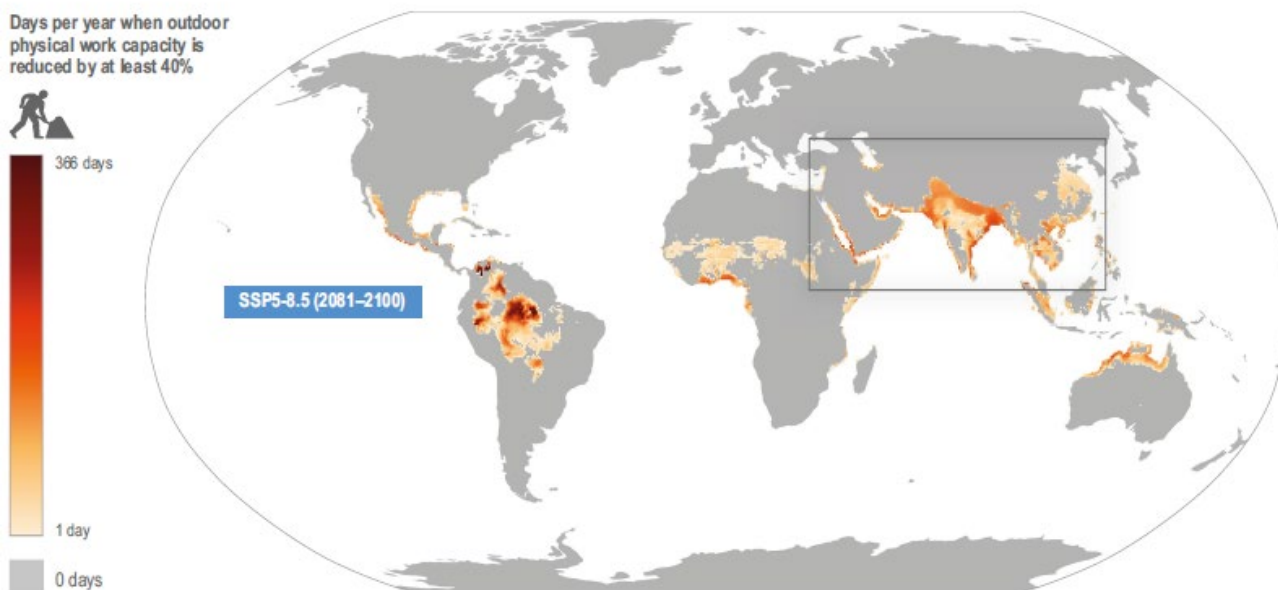 Days per year when outdoor
physical work capacity is
reduced by at least 40%
366 days
SSP5-8.5 (2081–2100)
1 day
0 days